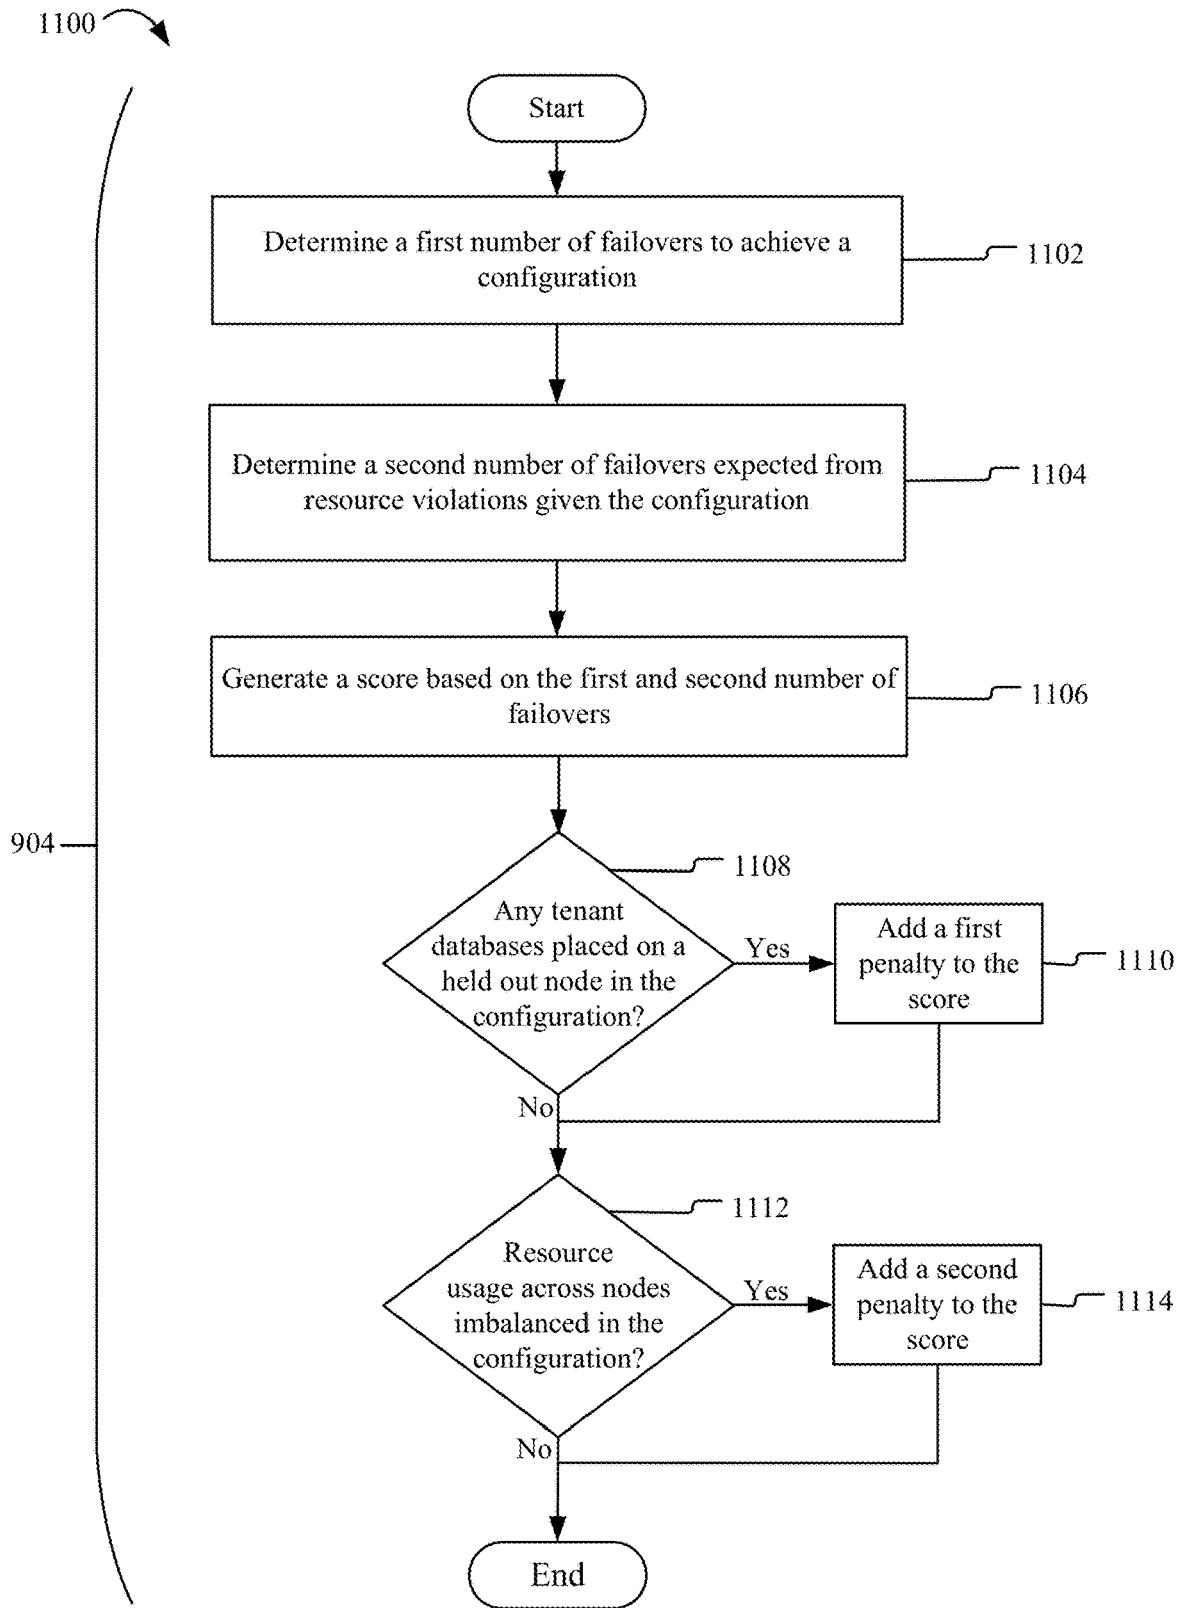 1100
Start
Determine a first number of failovers to achieve a
configuration
1102
Determine a second number of failovers expected from
resource violations given the configuration
1104
Generate a score based on the first and second number of
failovers
1106
904
1108
Any tenant
databases placed on a
held out node in the
configuration?
Yes
Add a first
penalty to the
score
1110
No
1112
Resource
usage across nodes
imbalanced in the
configuration?
Yes
Add a second
penalty to the
score
1114
No
End